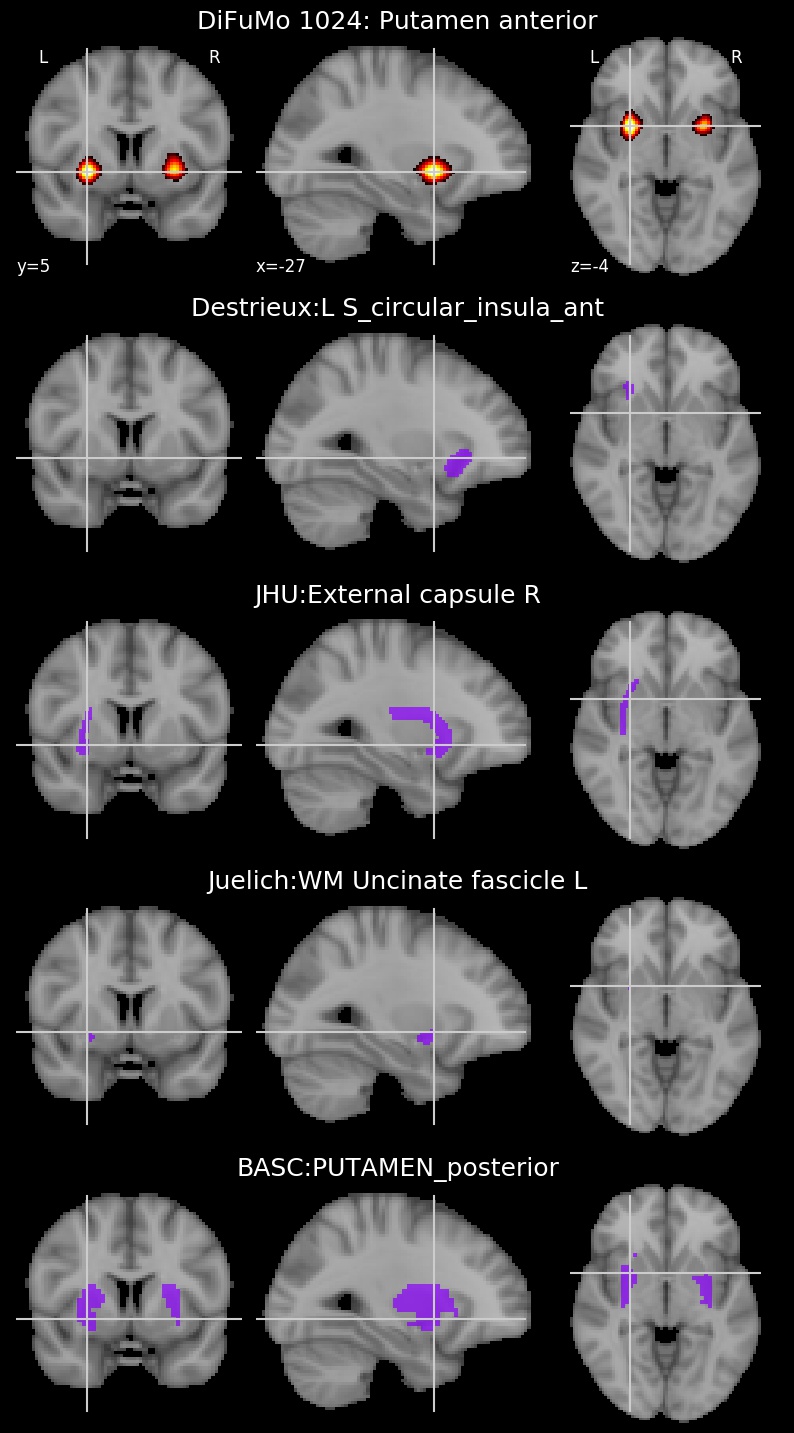 DiFuMo 1024: Putamen anterior
L R L R
y=5 x=-27 z=-4
Destrieux:L S_circular_insula_ant
JHU:External capsule R
Juelich:WM Uncinate fascicle L
BASC:PUTAMEN_posterior